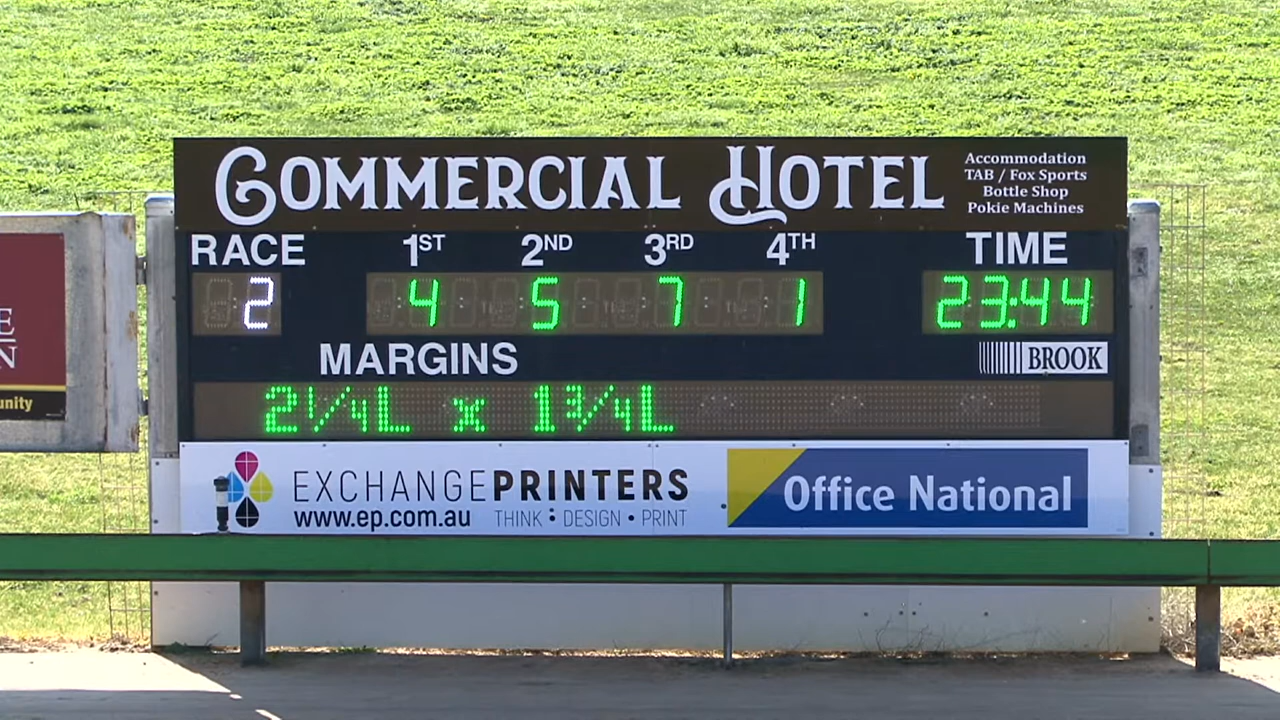 COMMERCIAL HOTEL
Accommodation
TAB / Fox Sports
Bottle Shop
Pokie Machines
RACE 1ST 2ND 3RD 4TH TIME
2 4 5 7 1 23:44
MARGINS
BROOK
2¼L x 1¾L
EXCHANGEPRINTERS
www.ep.com.au THINK • DESIGN • PRINT
Office National
E
N
unity